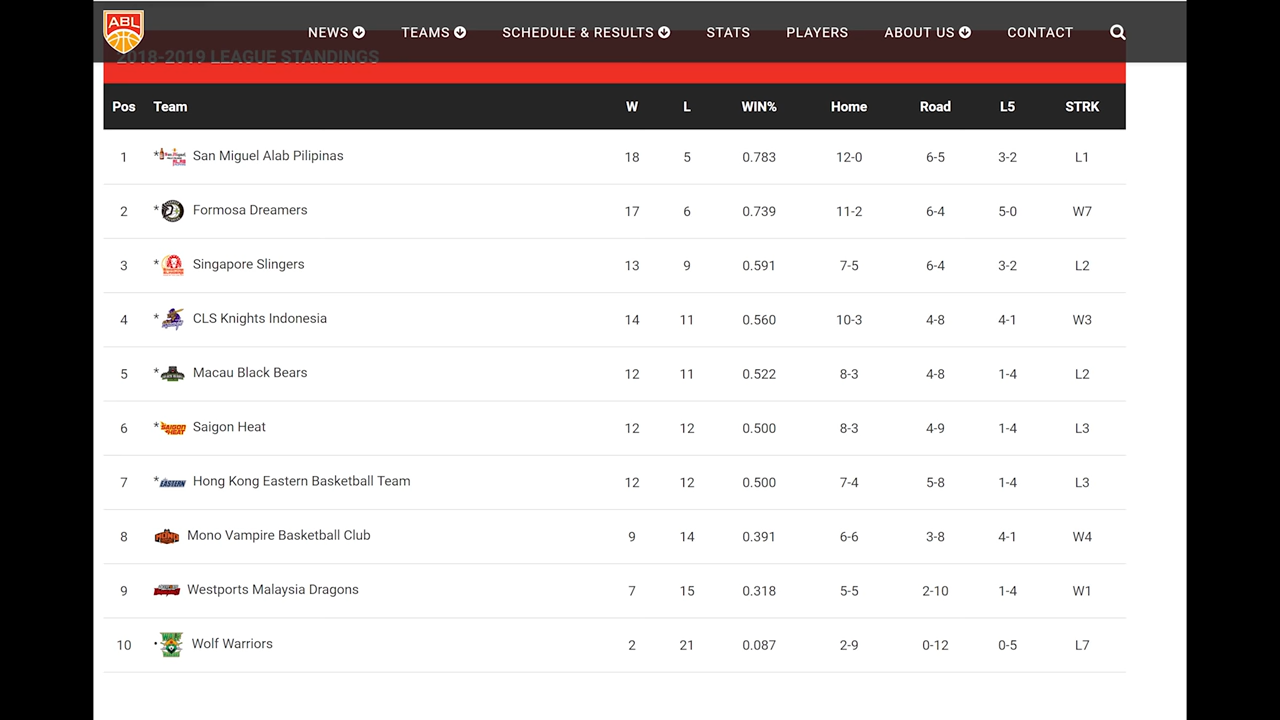 ABL
NEWS TEAMS SCHEDULE & RESULTS STATS PLAYERS ABOUT US CONTACT
2018-2019 LEAGUE STANDINGS
Pos Team W L WIN% Home Road L5 STRK
1 * San Miguel Alab Pilipinas 18 5 0.783 12-0 6-5 3-2 L1
2 * Formosa Dreamers 17 6 0.739 11-2 6-4 5-0 W7
3 * Singapore Slingers 13 9 0.591 7-5 6-4 3-2 L2
4 * CLS Knights Indonesia 14 11 0.560 10-3 4-8 4-1 W3
5 * Macau Black Bears 12 11 0.522 8-3 4-8 1-4 L2
6 * SAIGON HEAT Saigon Heat 12 12 0.500 8-3 4-9 1-4 L3
7 * EASTERN Hong Kong Eastern Basketball Team 12 12 0.500 7-4 5-8 1-4 L3
8 Mono Vampire Basketball Club 9 14 0.391 6-6 3-8 4-1 W4
9 Westports Malaysia Dragons 7 15 0.318 5-5 2-10 1-4 W1
10 · Wolf Warriors 2 21 0.087 2-9 0-12 0-5 L7